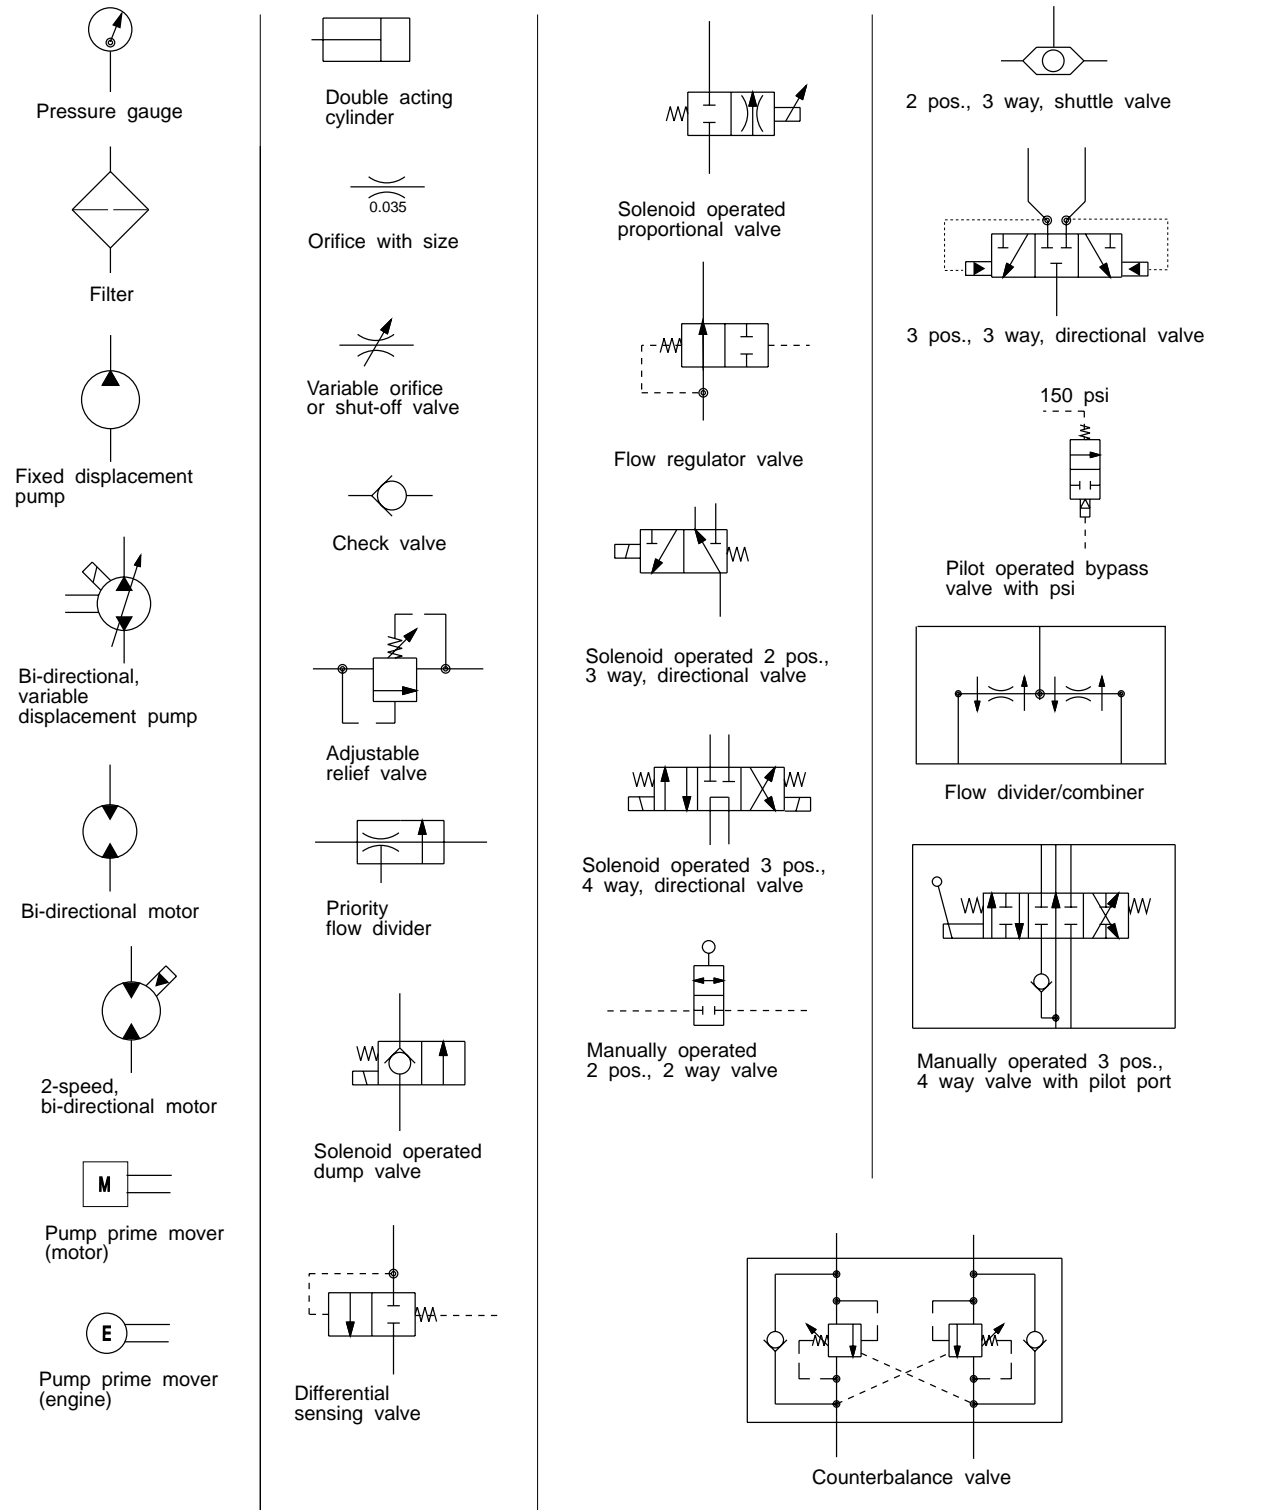 Pressure gauge
Filter
Fixed displacement
pump
Bi-directional,
variable
displacement pump
Bi-directional motor
2-speed,
bi-directional motor
M
Pump prime mover
(motor)
E
Pump prime mover
(engine)
Double acting
cylinder
0.035
Orifice with size
Variable orifice
or shut-off valve
Check valve
Adjustable
relief valve
Priority
flow divider
Solenoid operated
dump valve
Differential
sensing valve
Solenoid operated
proportional valve
Flow regulator valve
Solenoid operated 2 pos.,
3 way, directional valve
Solenoid operated 3 pos.,
4 way, directional valve
Manually operated
2 pos., 2 way valve
2 pos., 3 way, shuttle valve
3 pos., 3 way, directional valve
150 psi
Pilot operated bypass
valve with psi
Flow divider/combiner
Manually operated 3 pos.,
4 way valve with pilot port
Counterbalance valve